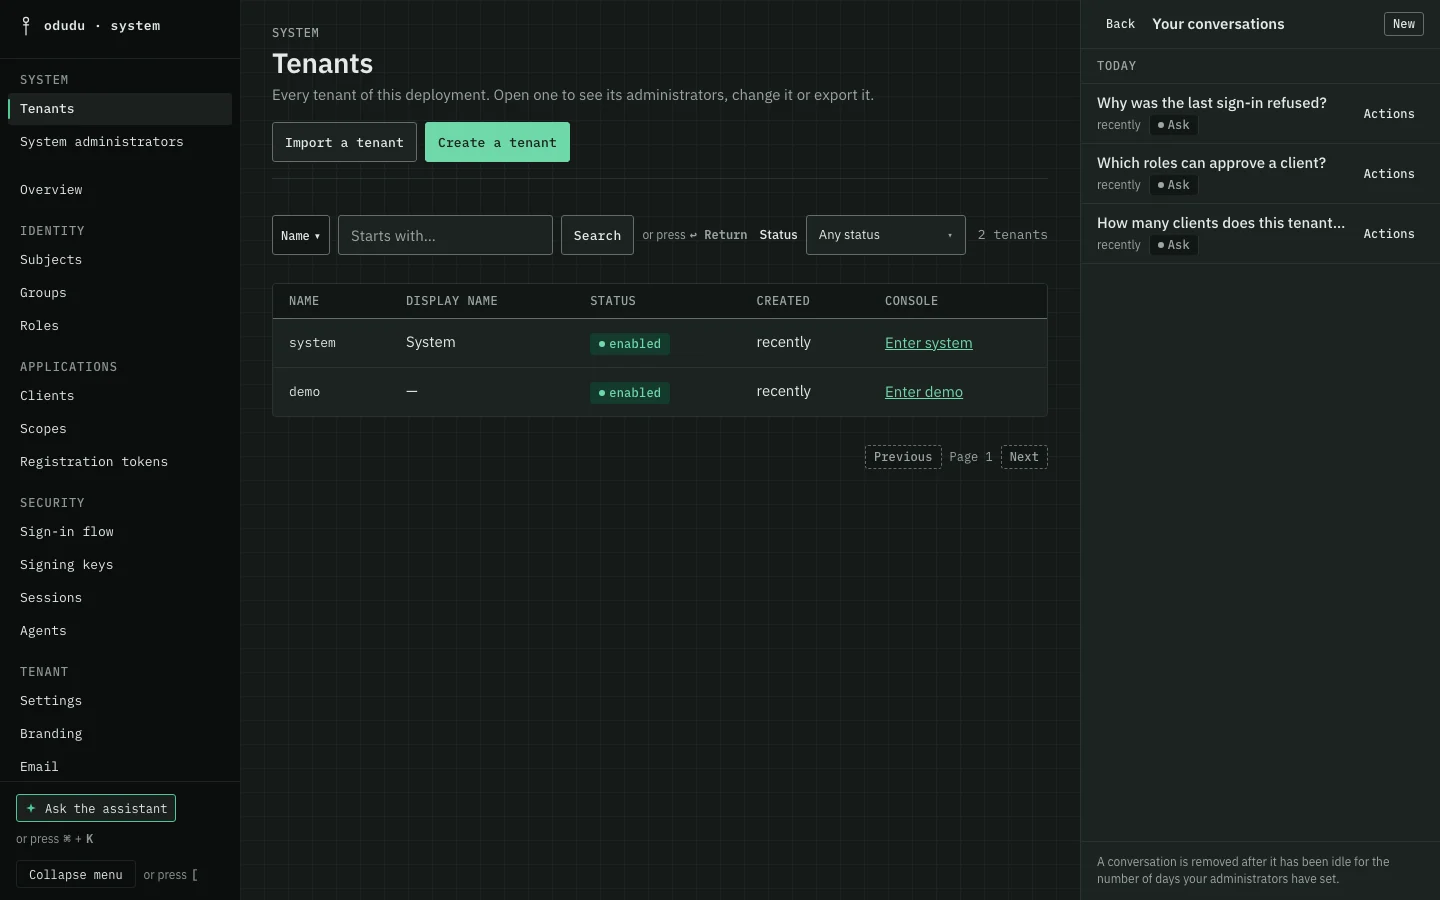 odudu · system
SYSTEM
Tenants
System administrators
Overview
IDENTITY
Subjects
Groups
Roles
APPLICATIONS
Clients
Scopes
Registration tokens
SECURITY
Sign-in flow
Signing keys
Sessions
Agents
TENANT
Settings
Branding
Email
Ask the assistant
or press ⌘ + K
Collapse menu or press [
SYSTEM
Tenants
Every tenant of this deployment. Open one to see its administrators, change it or export it.
Import a tenant Create a tenant
Name ▾ Starts with... Search or press ↩ Return Status Any status ▾ 2 tenants
NAME DISPLAY NAME STATUS CREATED CONSOLE
system System enabled recently Enter system
demo — enabled recently Enter demo
Previous Page 1 Next
Back Your conversations New
TODAY
Why was the last sign-in refused?
recently Ask Actions
Which roles can approve a client?
recently Ask Actions
How many clients does this tenant...
recently Ask Actions
A conversation is removed after it has been idle for the
number of days your administrators have set.